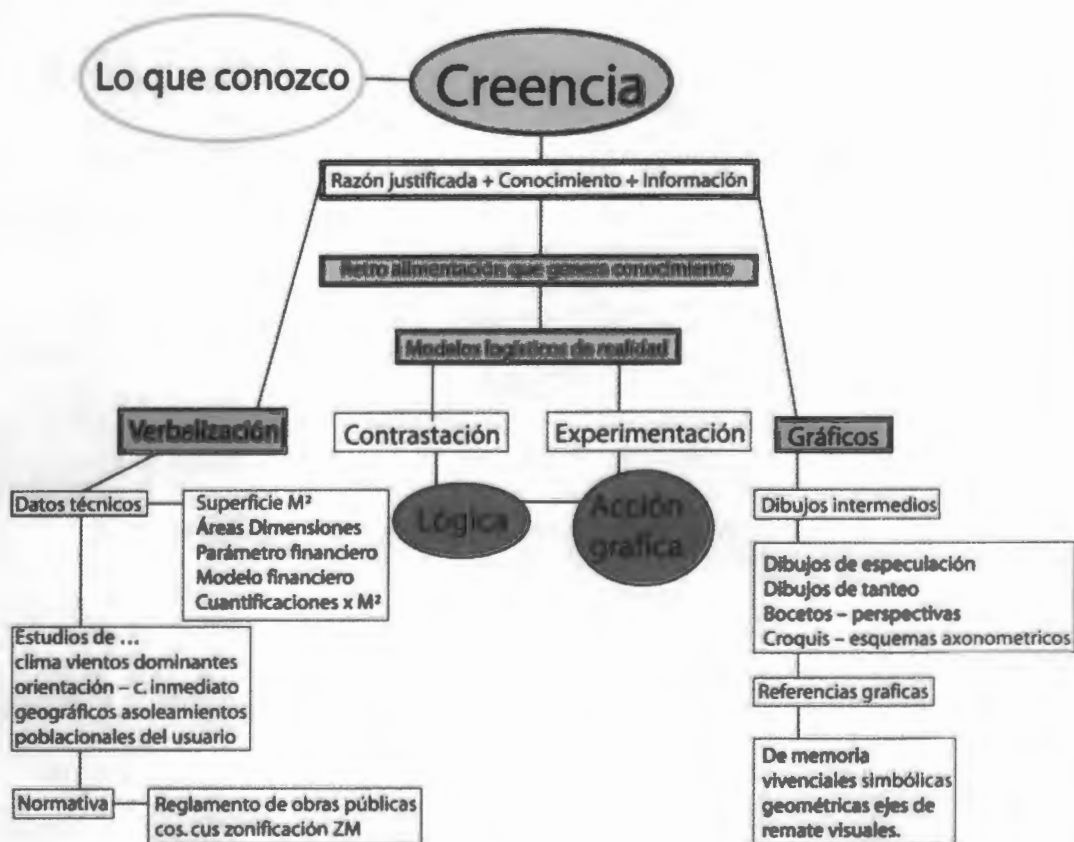 Lo que conozco
Creencia
Razón justificada + Conocimiento + Información
Retro alimentación que genera conocimiento
Modelos logísticos de realidad
Verbalización
Contrastación
Experimentación
Gráficos
Datos técnicos
Superficie M²
Áreas Dimensiones
Parámetro financiero
Modelo financiero
Cuantificaciones x M²
Lógica
Acción
grafica
Dibujos intermedios
Dibujos de especulación
Dibujos de tanteo
Bocetos – perspectivas
Croquis – esquemas axonometricos
Estudios de ...
clima vientos dominantes
orientación – c. inmediato
geográficos asoleamientos
poblacionales del usuario
Referencias graficas
De memoria
vivenciales simbólicas
geométricas ejes de
remate visuales.
Normativa
Reglamento de obras públicas
cos. cus zonificación ZM